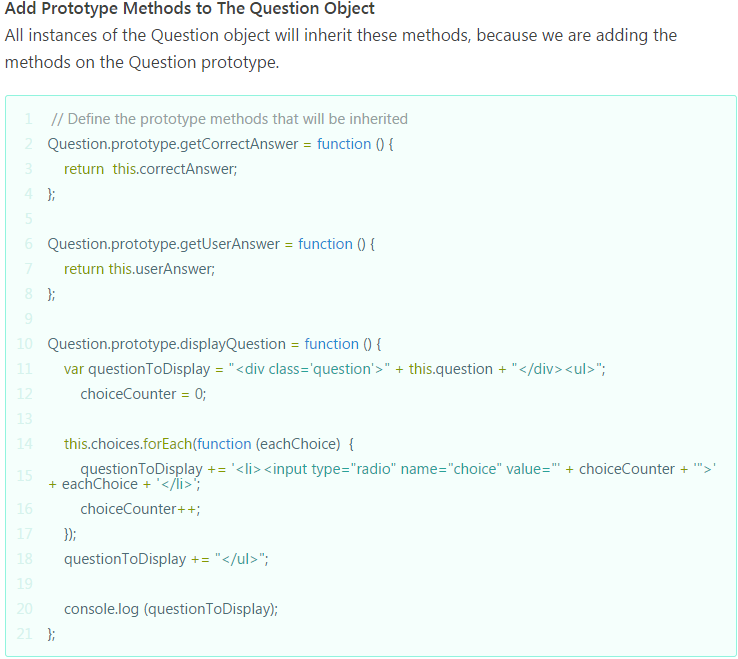 Add Prototype Methods to The Question Object
All instances of the Question object will inherit these methods, because we are adding the
methods on the Question prototype.
1 // Define the prototype methods that will be inherited
2 Question.prototype.getCorrectAnswer = function () {
3 return  this.correctAnswer;
4 };
5
6 Question.prototype.getUserAnswer = function () {
7 return this.userAnswer;
8 };
9
10 Question.prototype.displayQuestion = function () {
11 var questionToDisplay = "<div class='question'>" + this.question + "</div><ul>";
12 choiceCounter = 0;
13
14 this.choices.forEach(function (eachChoice)  {
15 questionToDisplay += '<li><input type="radio" name="choice" value="' + choiceCounter + '">'
+ eachChoice + '</li>';
16 choiceCounter++;
17 });
18 questionToDisplay += "</ul>";
19
20 console.log (questionToDisplay);
21 };